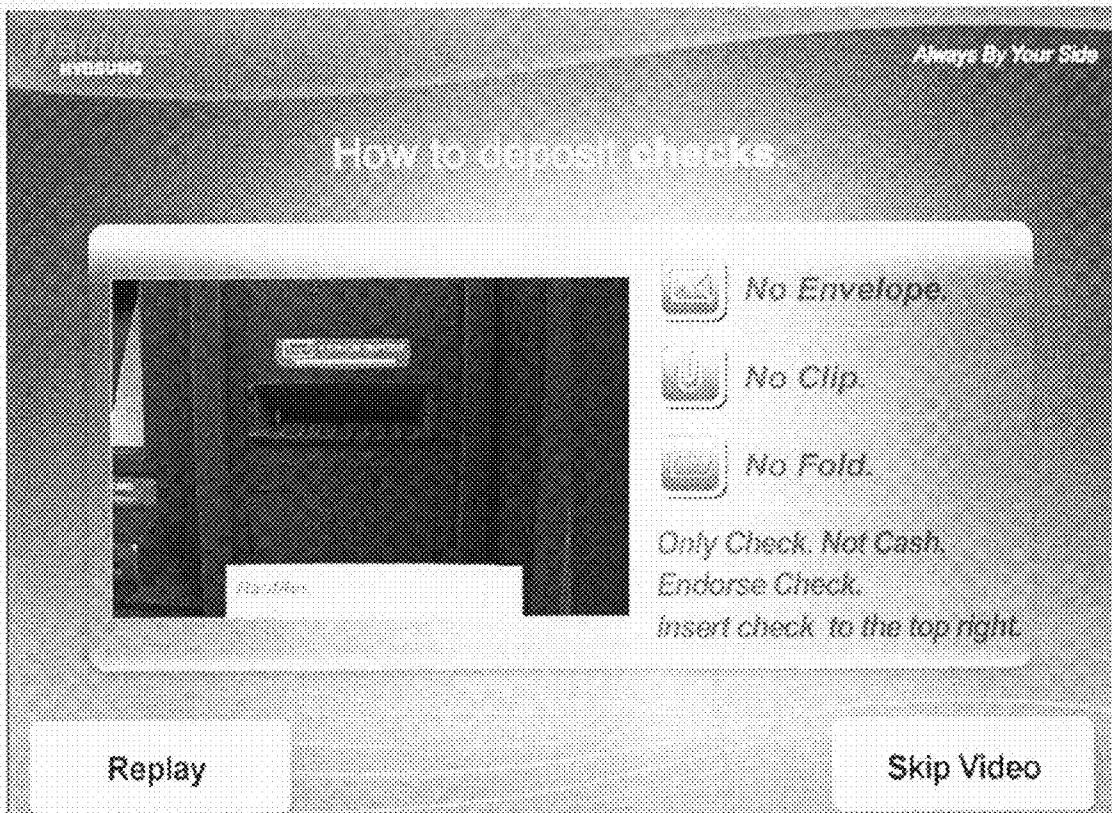 Always By Your Side
How to deposit checks
No Envelope.
No Clip.
No Fold.
Only Check. Not Cash.
Endorse Check.
Insert check to the top right.
Replay
Skip Video